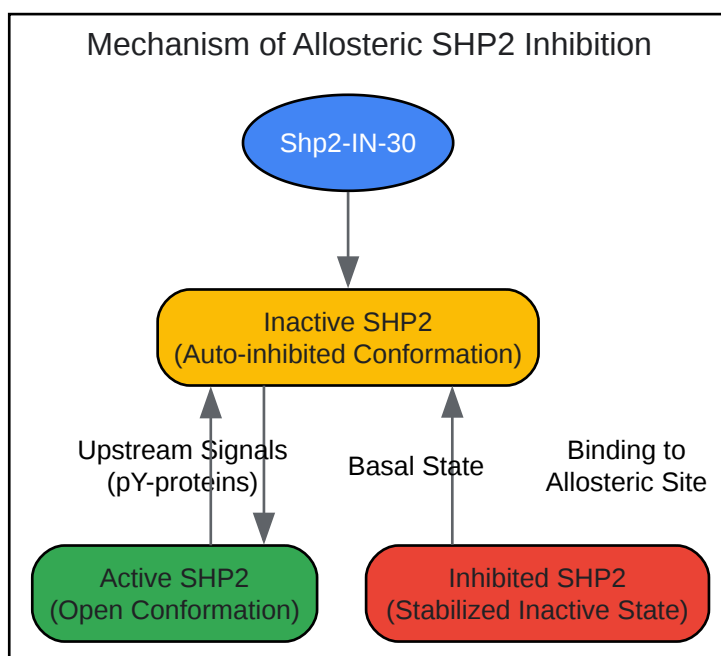 Mechanism of Allosteric SHP2 Inhibition
Shp2-IN-30
Inactive SHP2
(Auto-inhibited Conformation)
Upstream Signals
(pY-proteins)
Basal State
Binding to
Allosteric Site
Active SHP2
(Open Conformation)
Inhibited SHP2
(Stabilized Inactive State)